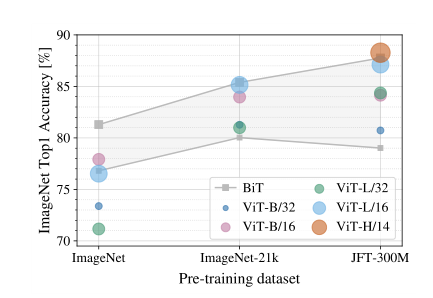 ImageNet Top1 Accuracy [%]
90
85
80
75
70
BiT
ViT-B/32
ViT-B/16
ViT-L/32
ViT-L/16
ViT-H/14
ImageNet
ImageNet-21k
JFT-300M
Pre-training dataset